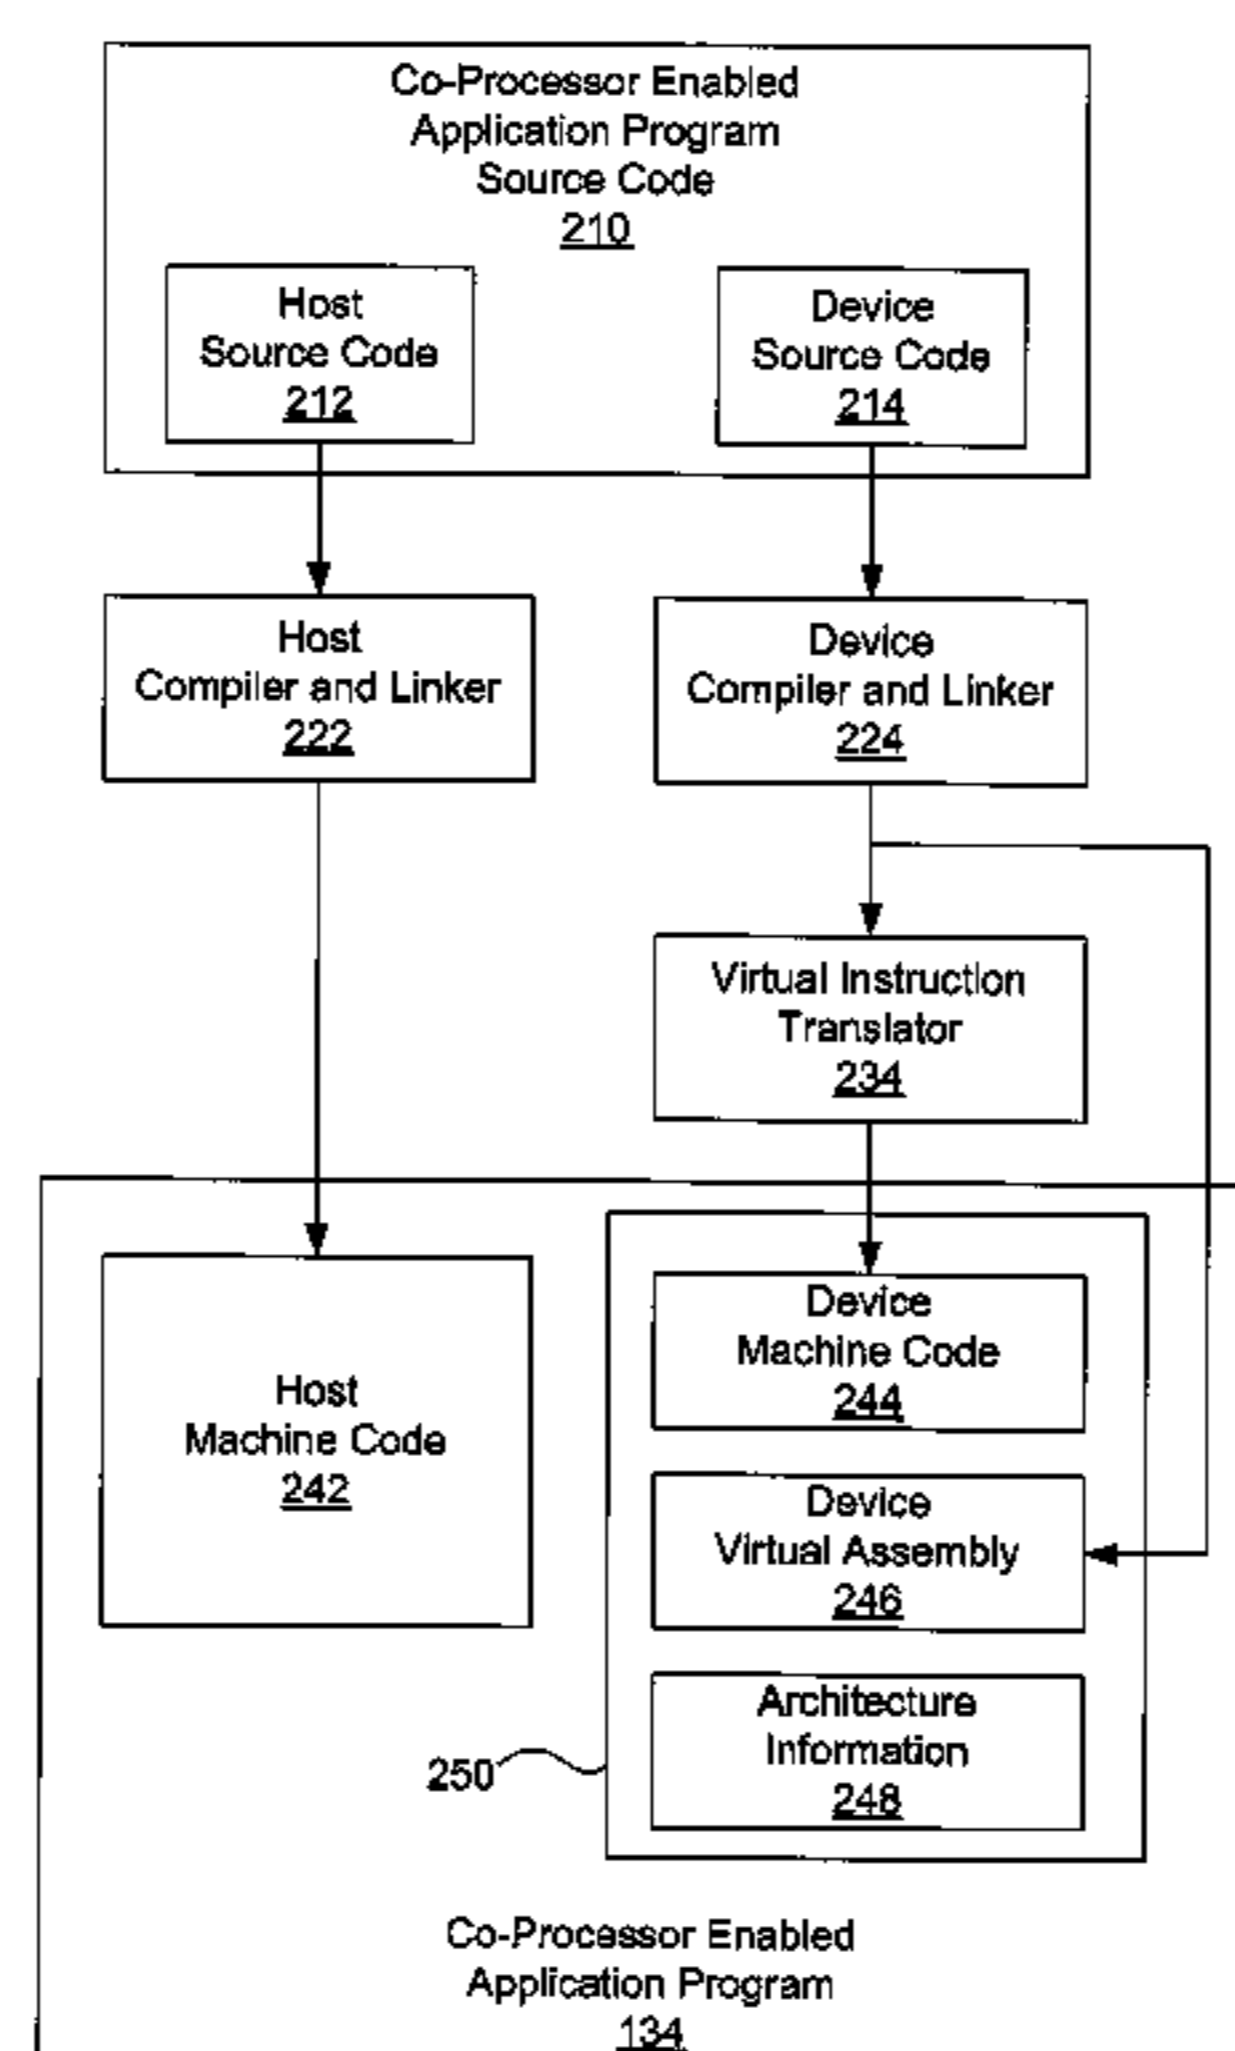 Co-Processor Enabled
Application Program
Source Code
210
Host
Source Code
212
Device
Source Code
214
Host
Compiler and Linker
222
Device
Compiler and Linker
224
Virtual Instruction
Translator
234
Host
Machine Code
242
Device
Machine Code
244
Device
Virtual Assembly
246
Architecture
Information
248
250
Co-Processor Enabled
Application Program
134